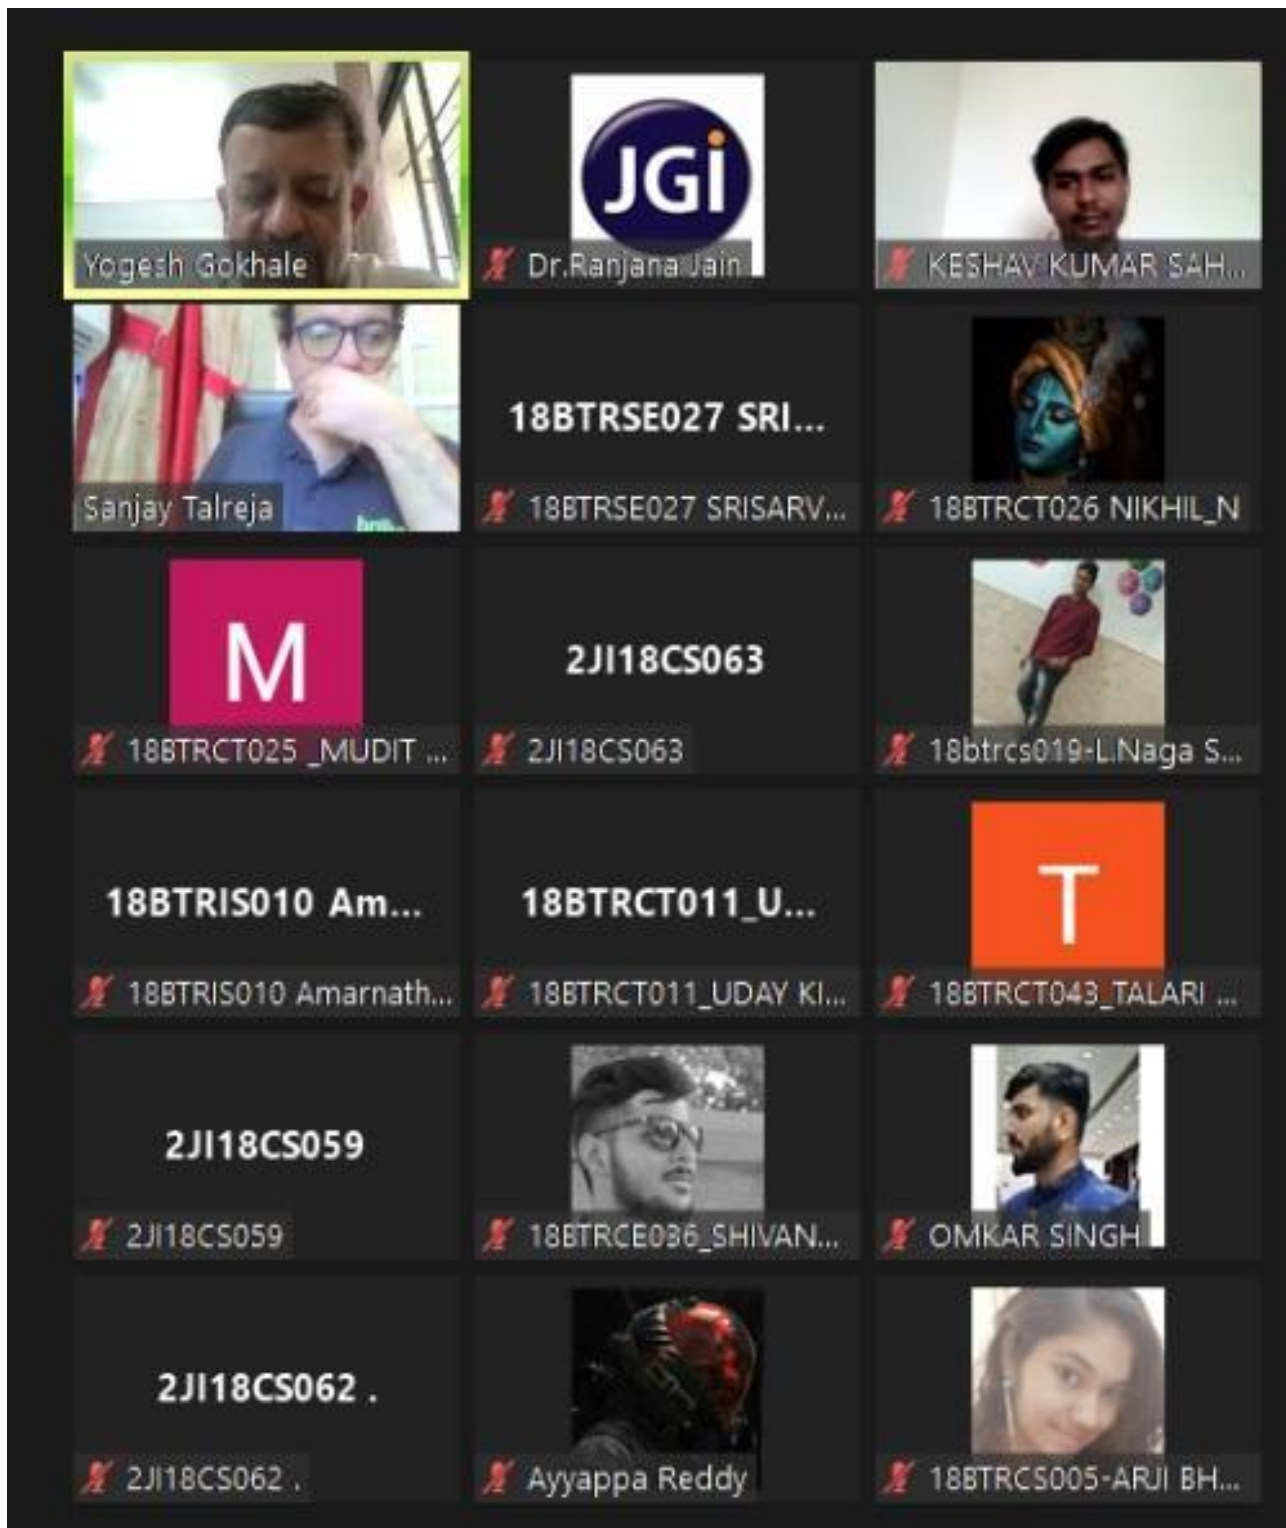 Yogesh Gokhale
JGi
Dr.Ranjana Jain
KESHAV KUMAR SAH...
Sanjay Talreja
18BTRSE027 SRI...
18BTRSE027 SRISARV...
18BTRCT026 NIKHIL_N
M
18BTRCT025 _MUDIT ...
2JI18CS063
2JI18CS063
18btrcs019-L.Naga S...
18BTRIS010 Am...
18BTRIS010 Amarnath...
18BTRCT011_U...
18BTRCT011_UDAY KI...
T
18BTRCT043_TALARI ...
2JI18CS059
2JI18CS059
18BTRCE036_SHIVAN...
OMKAR SINGH
2JI18CS062 .
2JI18CS062 .
Ayyappa Reddy
18BTRCS005-ARJI BH...